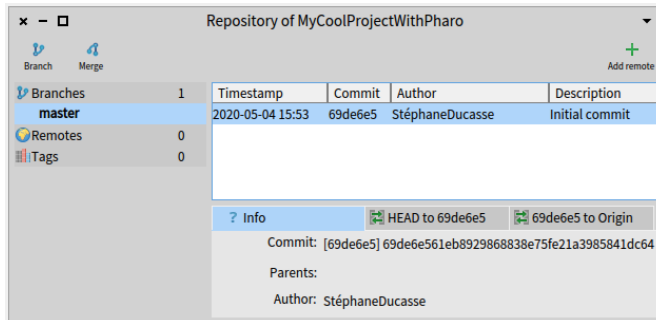 Repository of MyCoolProjectWithPharo
Branch Merge Add remote
Branches 1
master
Remotes 0
Tags 0
Timestamp Commit Author Description
2020-05-04 15:53 69de6e5 StéphaneDucasse Initial commit
? Info HEAD to 69de6e5 69de6e5 to Origin
Commit: [69de6e5] 69de6e561eb8929868838e75fe21a3985841dc64
Parents:
Author: StéphaneDucasse